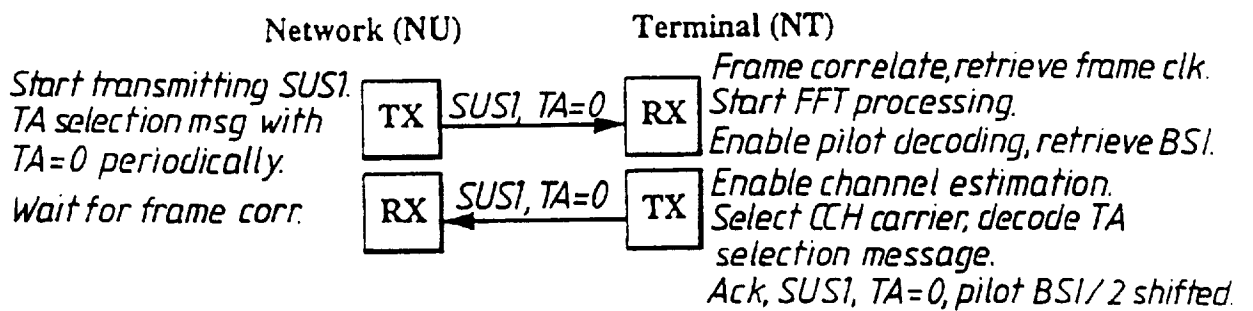 Network (NU)
Terminal (NT)
Start transmitting SUS1.
TA selection msg with
TA=0 periodically.
Wait for frame corr.
TX
SUS1, TA=0
RX
RX
SUS1, TA=0
TX
Frame correlate, retrieve frame clk.
Start FFT processing.
Enable pilot decoding, retrieve BSI.
Enable channel estimation.
Select CCH carrier, decode TA
selection message.
Ack, SUS1, TA=0, pilot BSI/2 shifted.